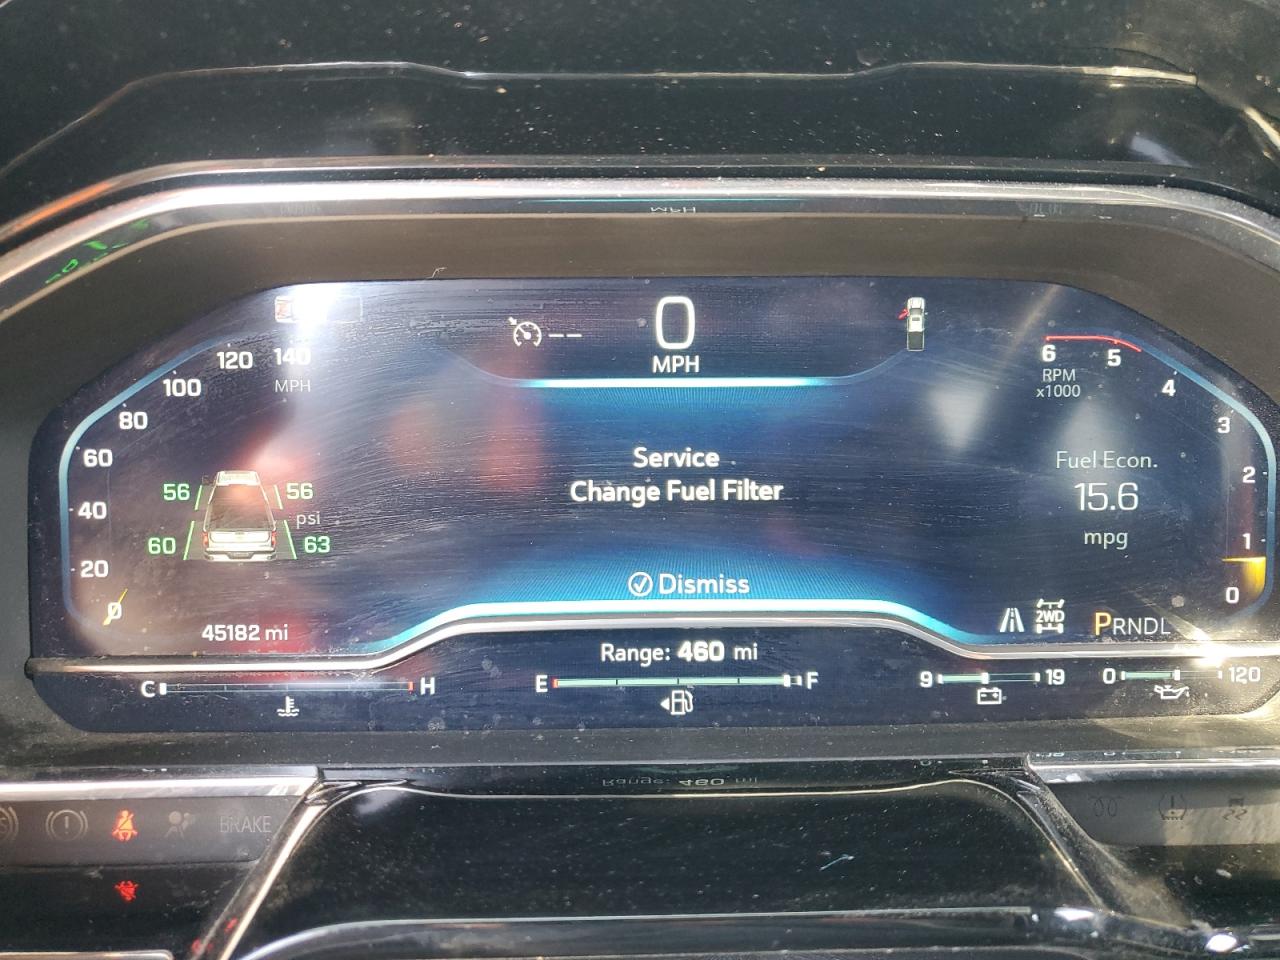 0
MPH
120 140
MPH
100
80
60
40
20
0
56 56
psi
60 63
45182 mi
Service
Change Fuel Filter
Dismiss
6 5 4 3 2 1 0
RPM
x1000
Fuel Econ.
15.6
mpg
2WD
PRNDL
Range: 460 mi
C H
E F
9 19
0 120
BRAKE